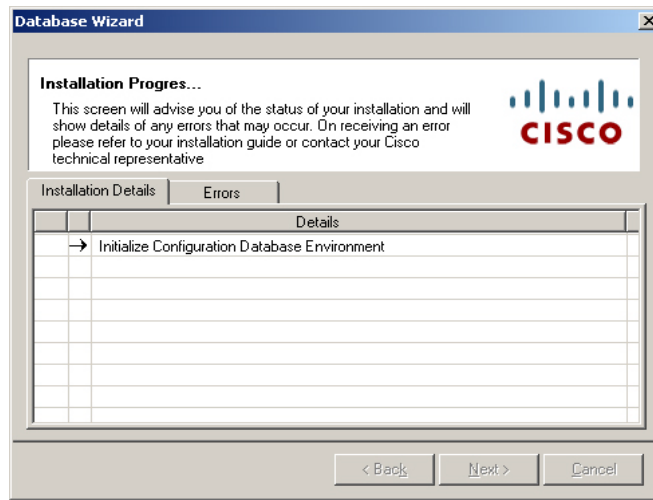 Database Wizard
Installation Progres...
This screen will advise you of the status of your installation and will
show details of any errors that may occur. On receiving an error
please refer to your installation guide or contact your Cisco
technical representative
CISCO
Installation Details
Errors
Details
Initialize Configuration Database Environment
< Back
Next >
Cancel